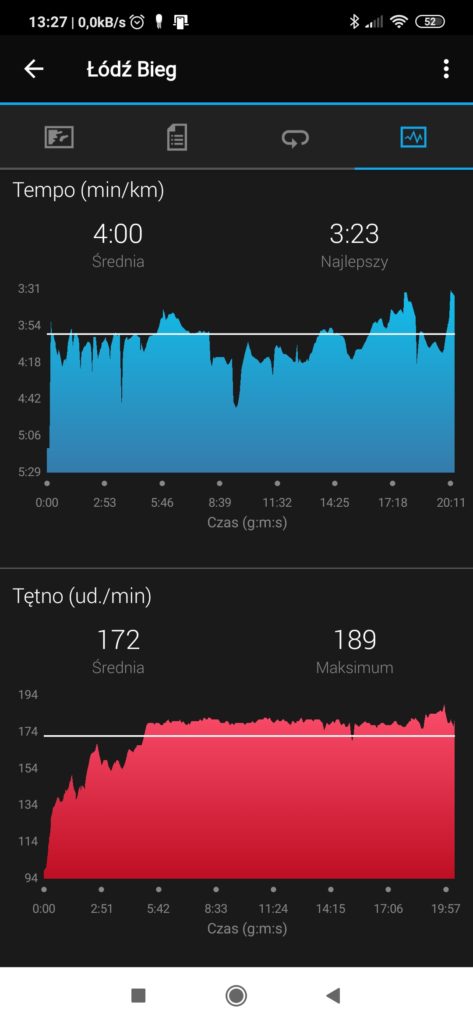 13:27 | 0,0kB/s
52
Łódź Bieg
Tempo (min/km)
4:00 3:23
Średnia Najlepszy
3:31
3:54
4:18
4:42
5:06
5:29
0:00 2:53 5:46 8:39 11:32 14:25 17:18 20:11
Czas (g:m:s)
Tętno (ud./min)
172 189
Średnia Maksimum
194
174
154
134
114
94
0:00 2:51 5:42 8:33 11:24 14:15 17:06 19:57
Czas (g:m:s)